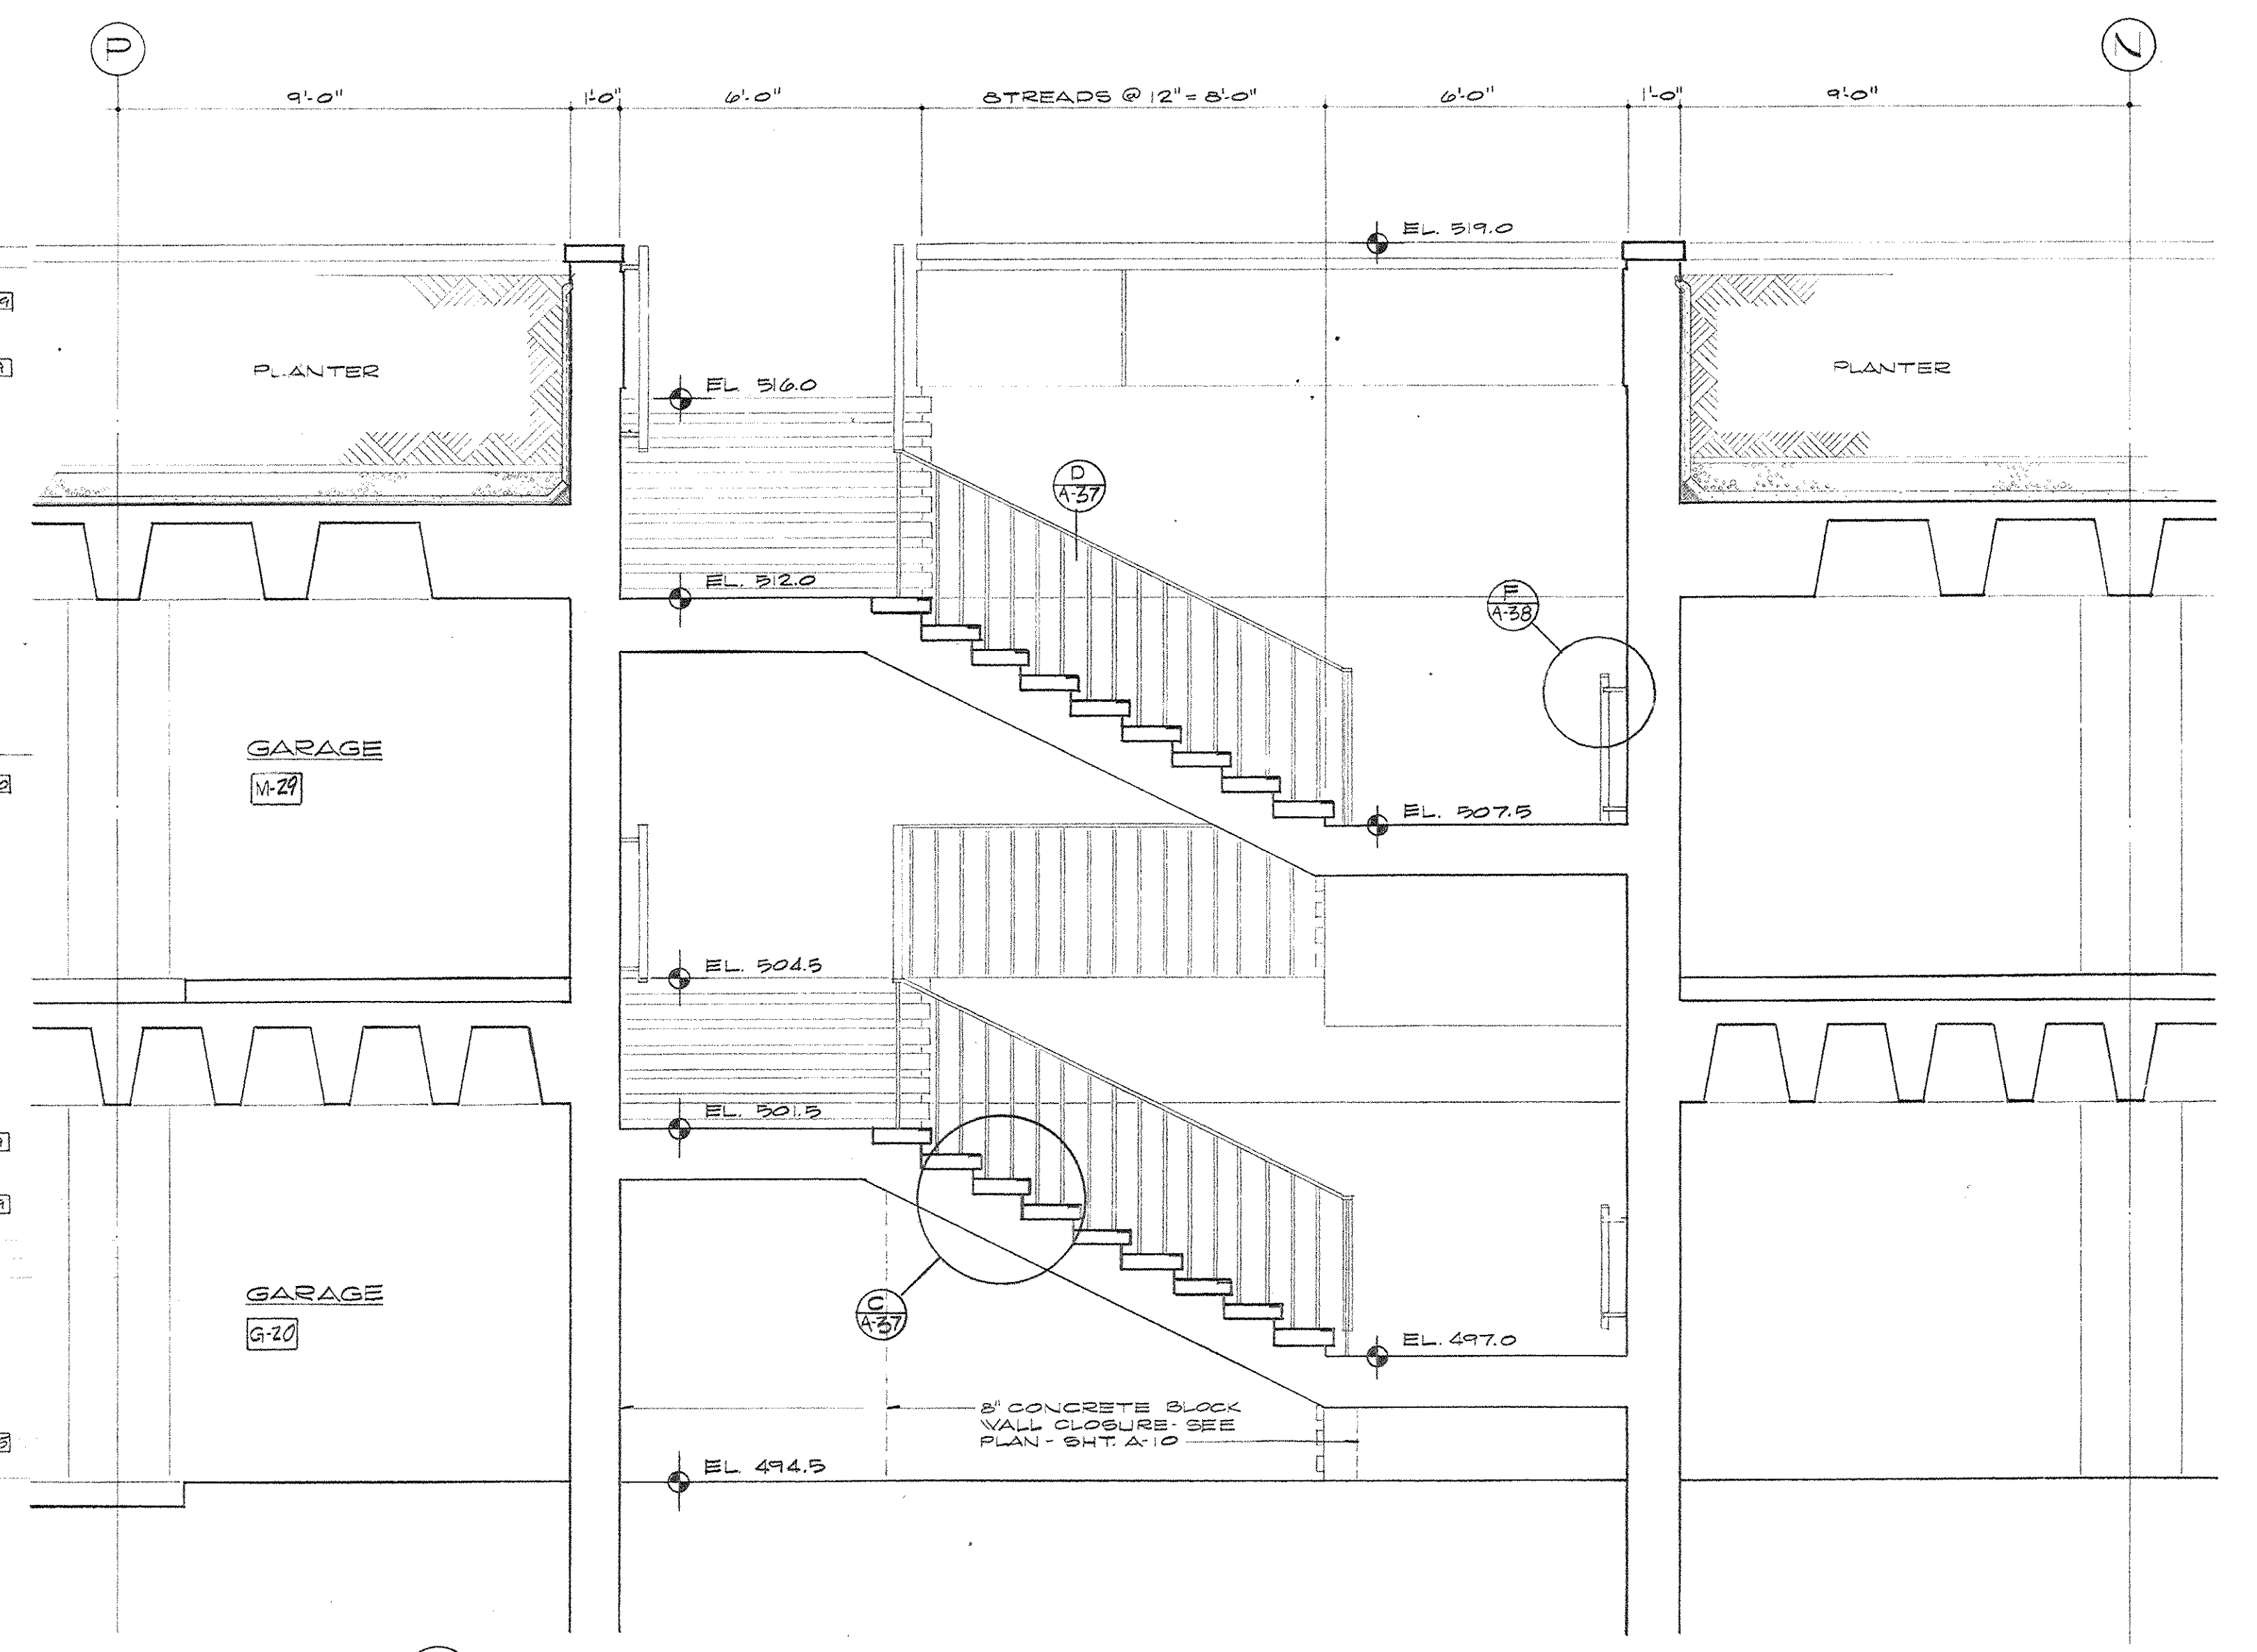 P
N
9'-0" 1'-0" 6'-0" 8 TREADS @ 12" = 8'-0" 6'-0" 1'-0" 9'-0"
EL. 519.0
PLANTER
EL. 516.0
PLANTER
D
A-37
EL. 512.0
F
A-38
GARAGE
M-29
EL. 507.5
EL. 504.5
EL. 501.5
GARAGE
G-20
C
A-37
EL. 497.0
8" CONCRETE BLOCK
WALL CLOSURE - SEE
PLAN - SHT. A-10
EL. 494.5